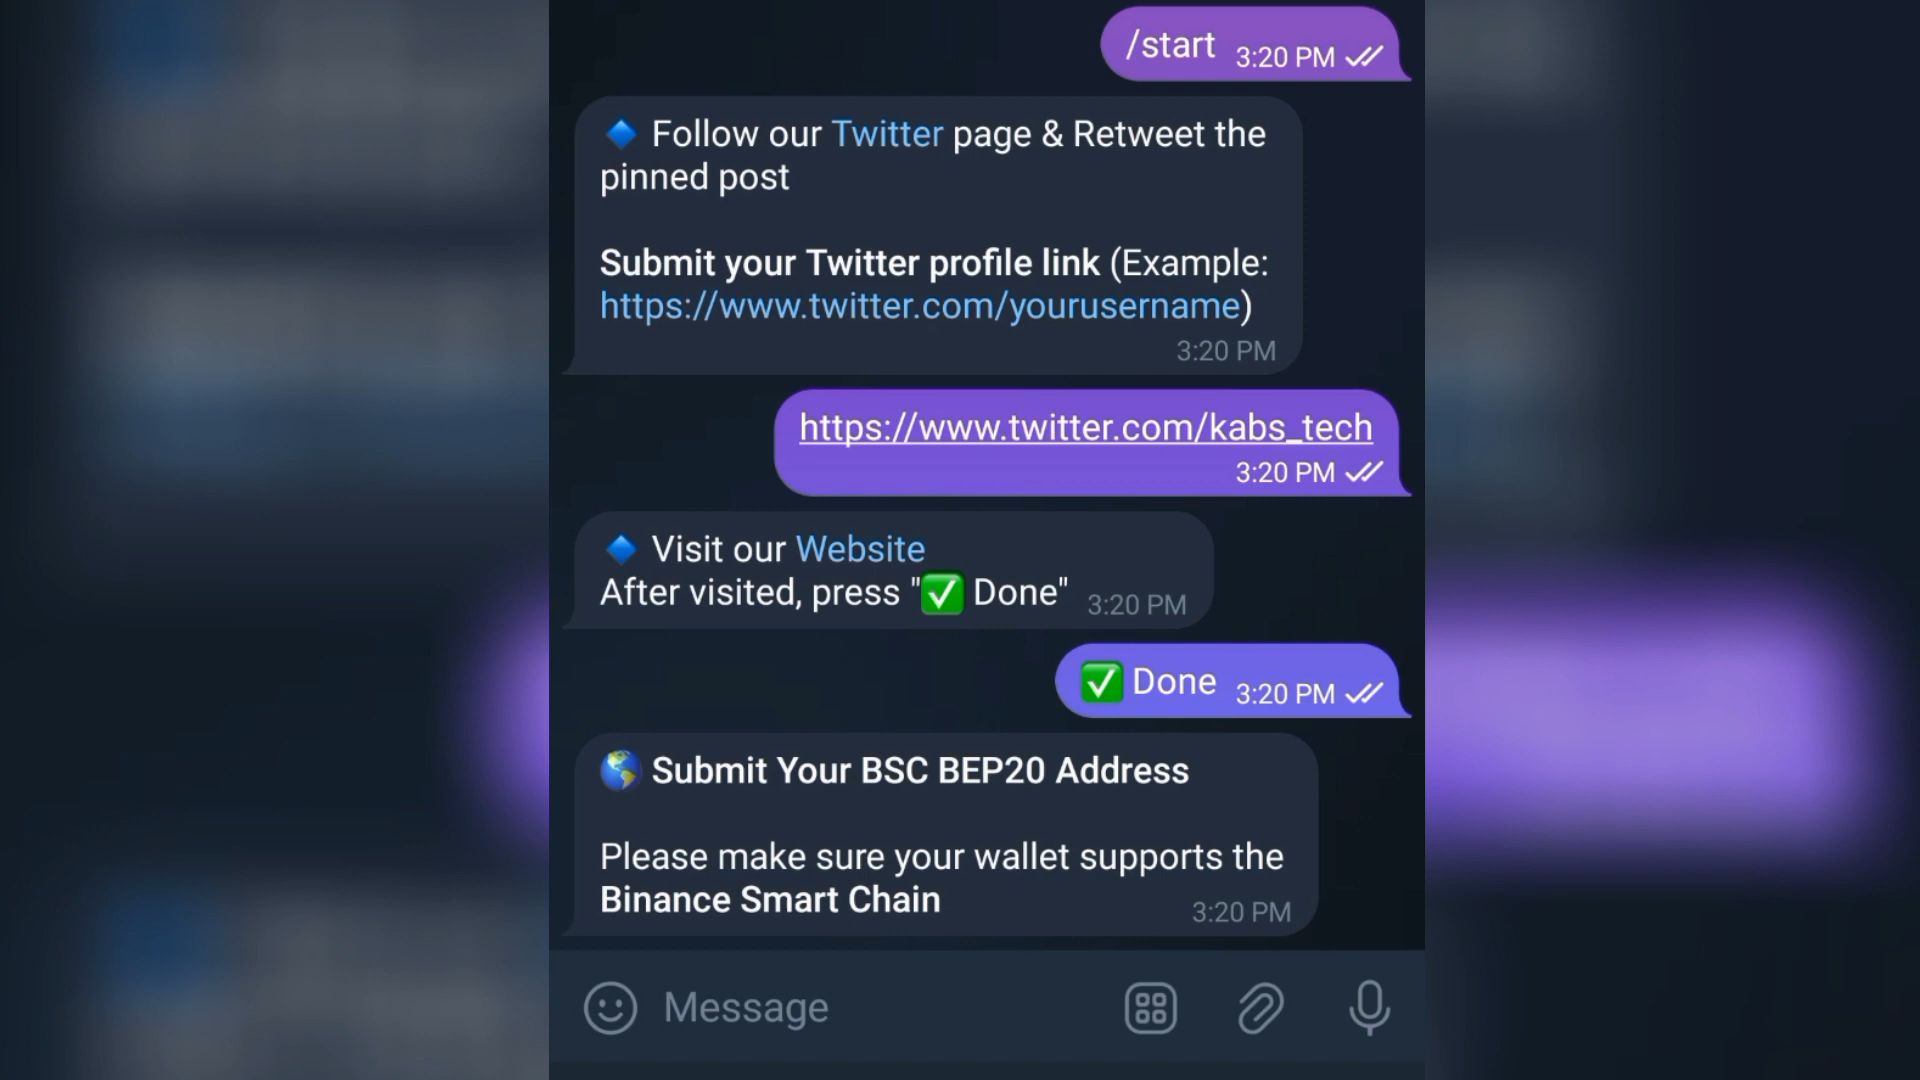 /start 3:20 PM
🔷 Follow our Twitter page & Retweet the
pinned post
Submit your Twitter profile link (Example:
https://www.twitter.com/yourusername)
3:20 PM
https://www.twitter.com/kabs_tech
3:20 PM
🔷 Visit our Website
After visited, press "✅ Done" 3:20 PM
✅ Done 3:20 PM
🌎 Submit Your BSC BEP20 Address
Please make sure your wallet supports the
Binance Smart Chain 3:20 PM
Message